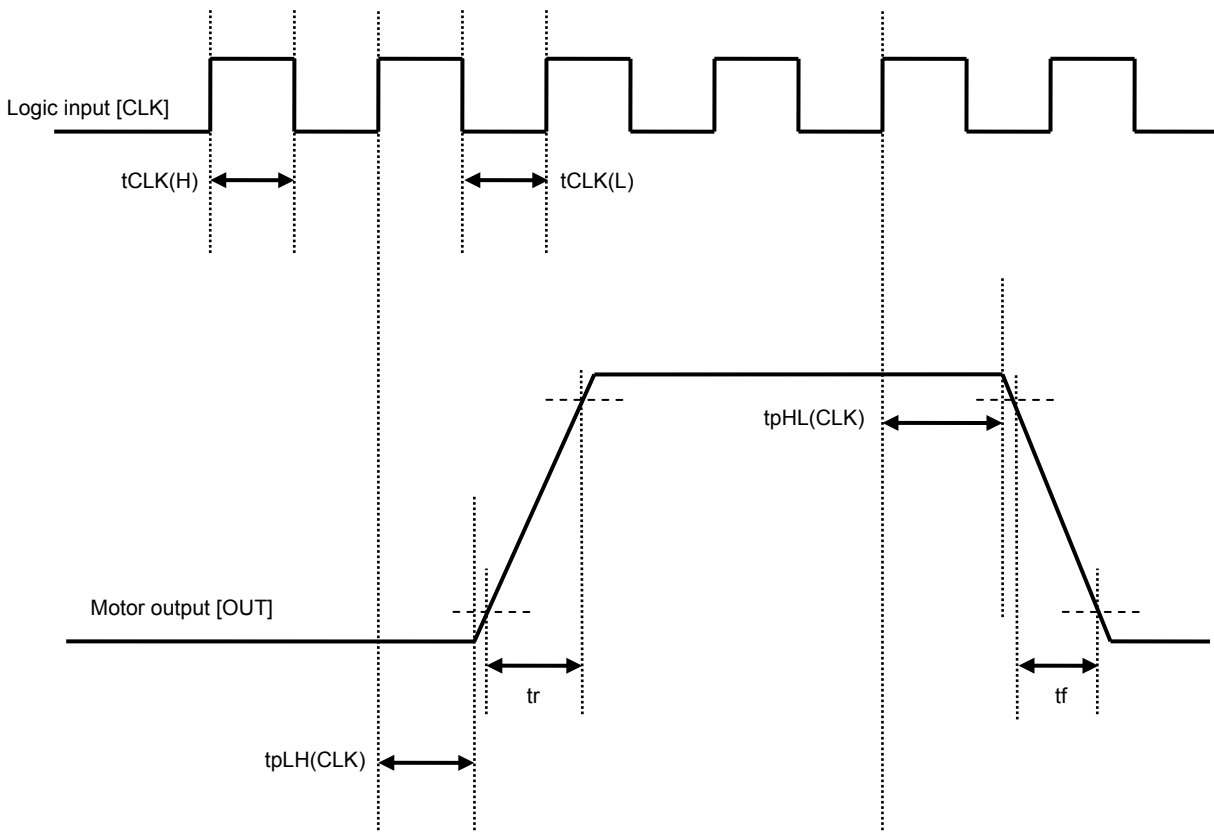 Logic input [CLK]
tCLK(H)
tCLK(L)
tpHL(CLK)
Motor output [OUT]
tr
tf
tpLH(CLK)